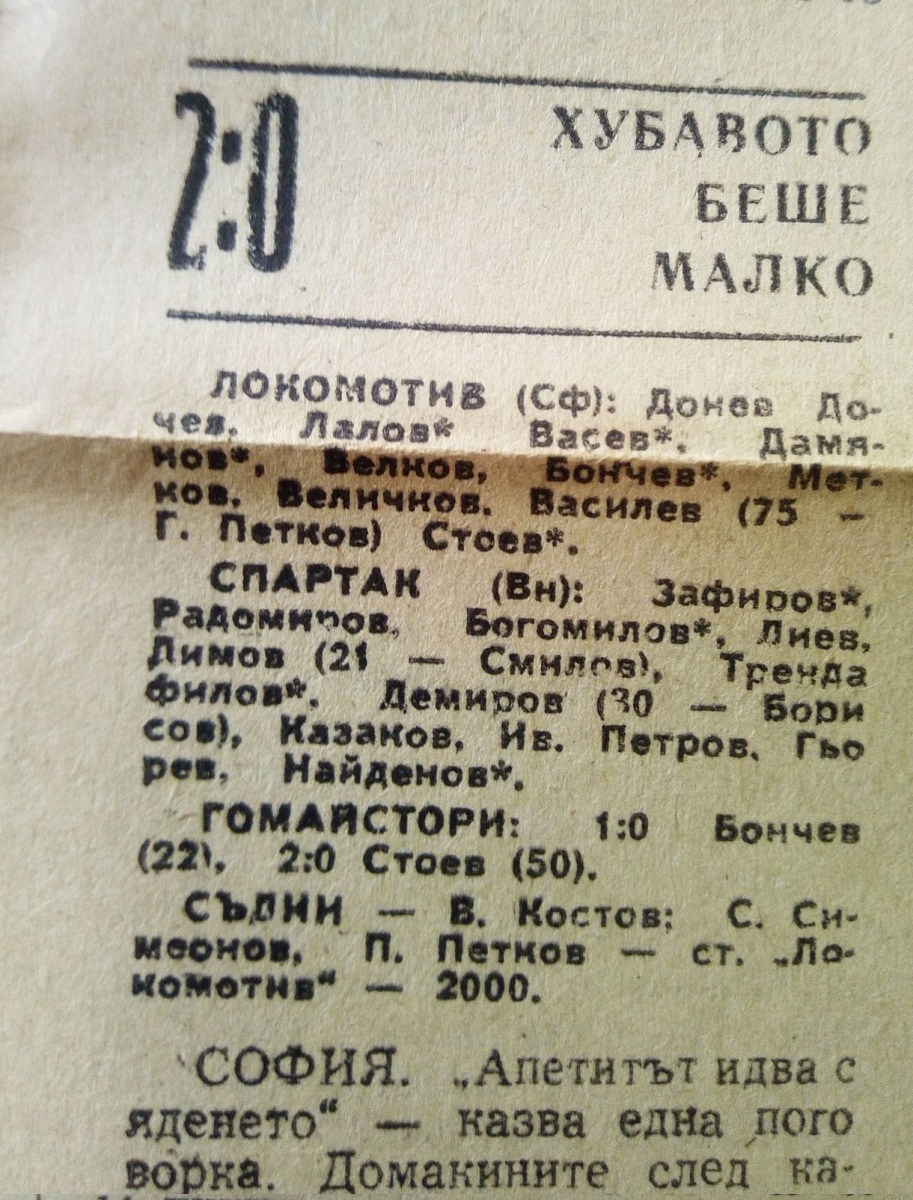 2:0
ХУБАВОТО
БЕШЕ
МАЛКО
ЛОКОМОТИВ (Сф): Донев До-
чев. Лалов* Васев*, Дамя-
нов*, Велков, Бончев*, Мет-
ков. Величков. Василев (75 —
Г. Петков) Стоев*.
СПАРТАК (Вн): Зафиров*,
Радомиров, Богомилов*, Лиев,
Димов (21 — Смилов), Тренда
филов*. Демиров (30 — Бори
сов), Казаков, Ив. Петров. Гьо
рев, Найденов*.
ГОМАЙСТОРИ: 1:0 Бончев
(22), 2:0 Стоев (50).
СЪДИИ — В. Костов; С. Си-
меонов, П. Петков — ст. „Ло-
комотив“ — 2000.
СОФИЯ. „Апетитът идва с
яденето“ — казва една пого
ворка. Домакините след ка-